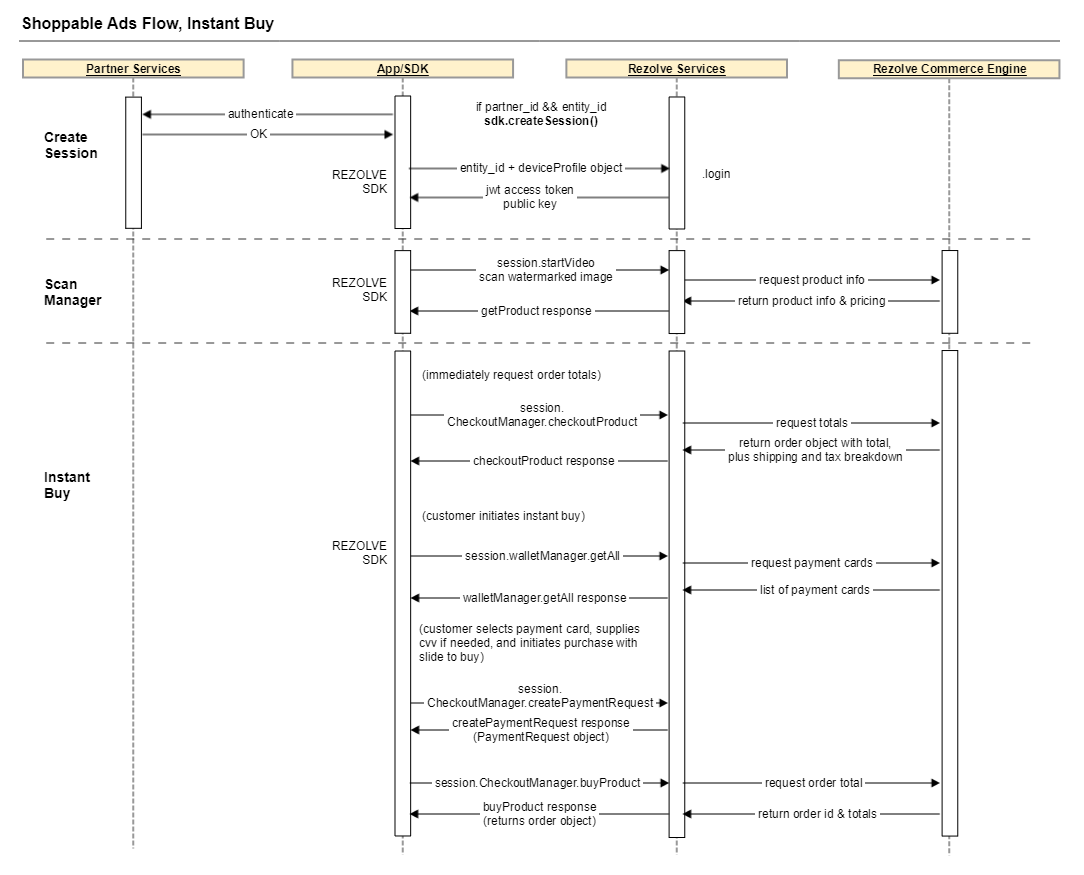 Shoppable Ads Flow, Instant Buy
Partner Services
App/SDK
Rezolve Services
Rezolve Commerce Engine
Create
Session
authenticate
OK
if partner_id && entity_id
sdk.createSession()
REZOLVE
SDK
entity_id + deviceProfile object
.login
jwt access token
public key
Scan
Manager
REZOLVE
SDK
session.startVideo
scan watermarked image
request product info
return product info & pricing
getProduct response
Instant
Buy
(immediately request order totals)
session.
CheckoutManager.checkoutProduct
request totals
return order object with total,
plus shipping and tax breakdown
checkoutProduct response
(customer initiates instant buy)
REZOLVE
SDK
session.walletManager.getAll
request payment cards
list of payment cards
walletManager.getAll response
(customer selects payment card, supplies
cvv if needed, and initiates purchase with
slide to buy)
session.
CheckoutManager.createPaymentRequest
createPaymentRequest response
(PaymentRequest object)
session.CheckoutManager.buyProduct
request order total
buyProduct response
(returns order object)
return order id & totals